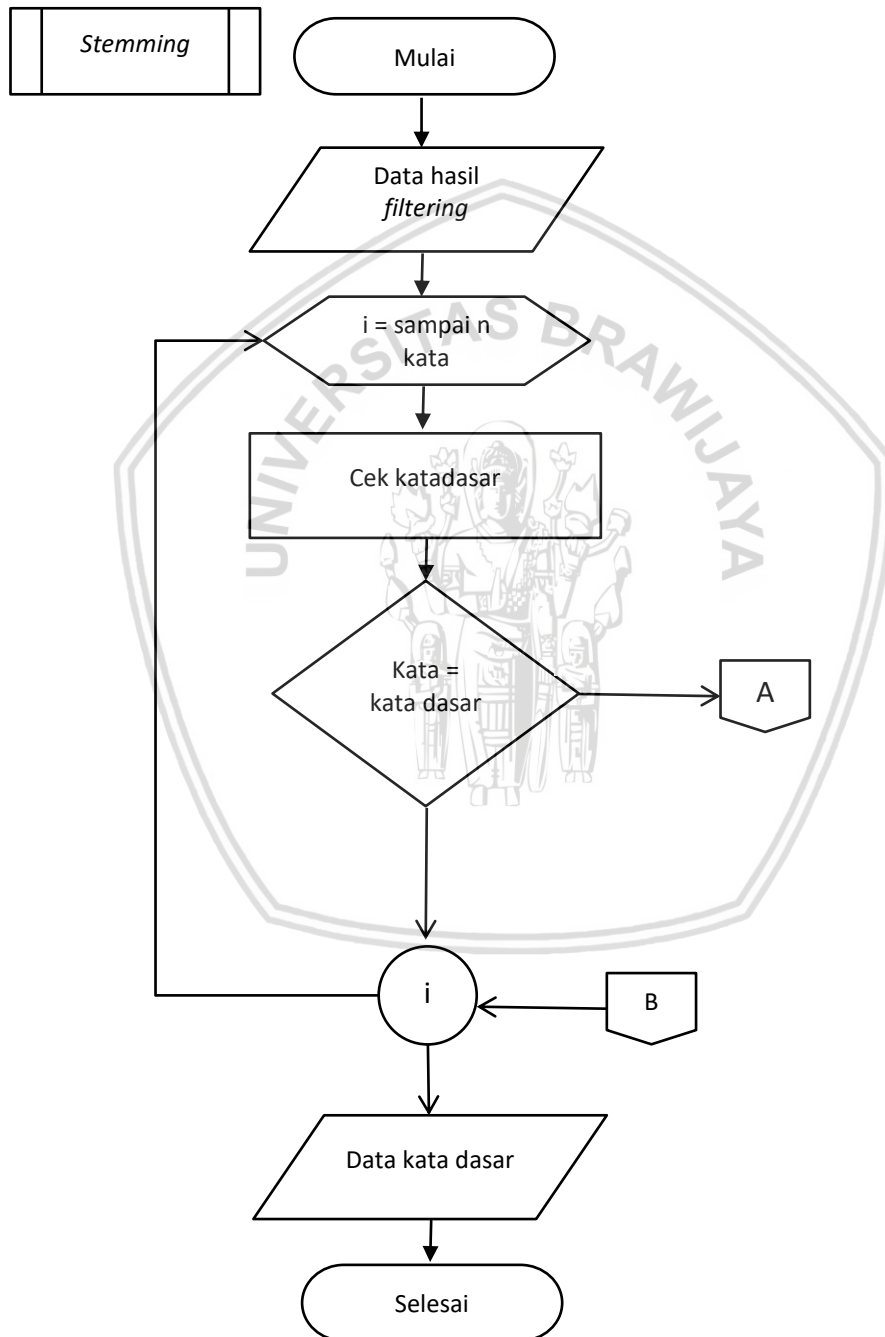 Stemming
Mulai
Data hasil
filtering
i = sampai n
kata
Cek katadasar
Kata =
kata dasar
A
i
B
Data kata dasar
Selesai
UNIVERSITAS BRAWIJAYA